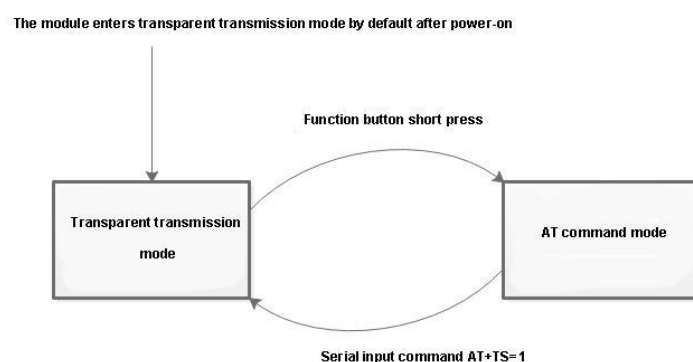 The module enters transparent transmission mode by default after power-on
Function button short press
Transparent transmission
mode
AT command mode
Serial input command AT+TS=1